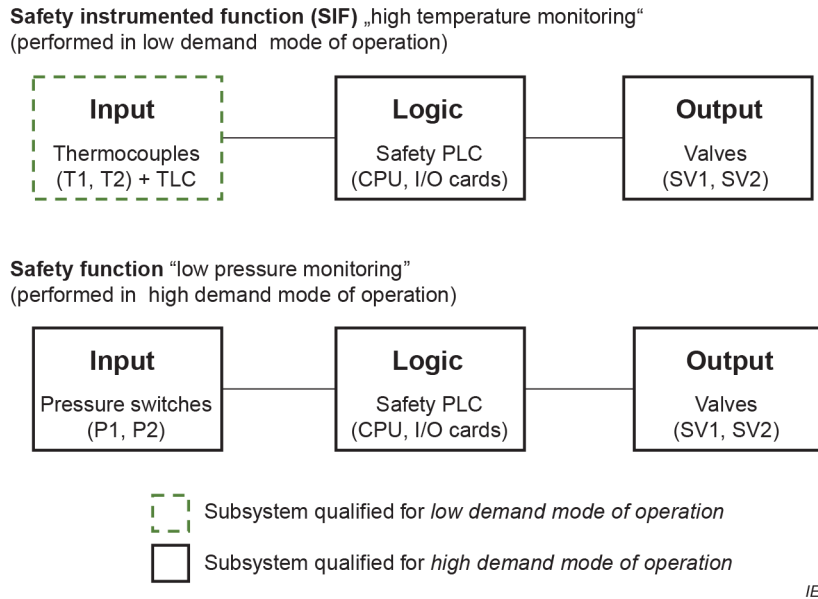 Safety instrumented function (SIF) „high temperature monitoring“
(performed in low demand mode of operation)
Input
Thermocouples
(T1, T2) + TLC
Logic
Safety PLC
(CPU, I/O cards)
Output
Valves
(SV1, SV2)
Safety function “low pressure monitoring”
(performed in high demand mode of operation)
Input
Pressure switches
(P1, P2)
Logic
Safety PLC
(CPU, I/O cards)
Output
Valves
(SV1, SV2)
Subsystem qualified for low demand mode of operation
Subsystem qualified for high demand mode of operation